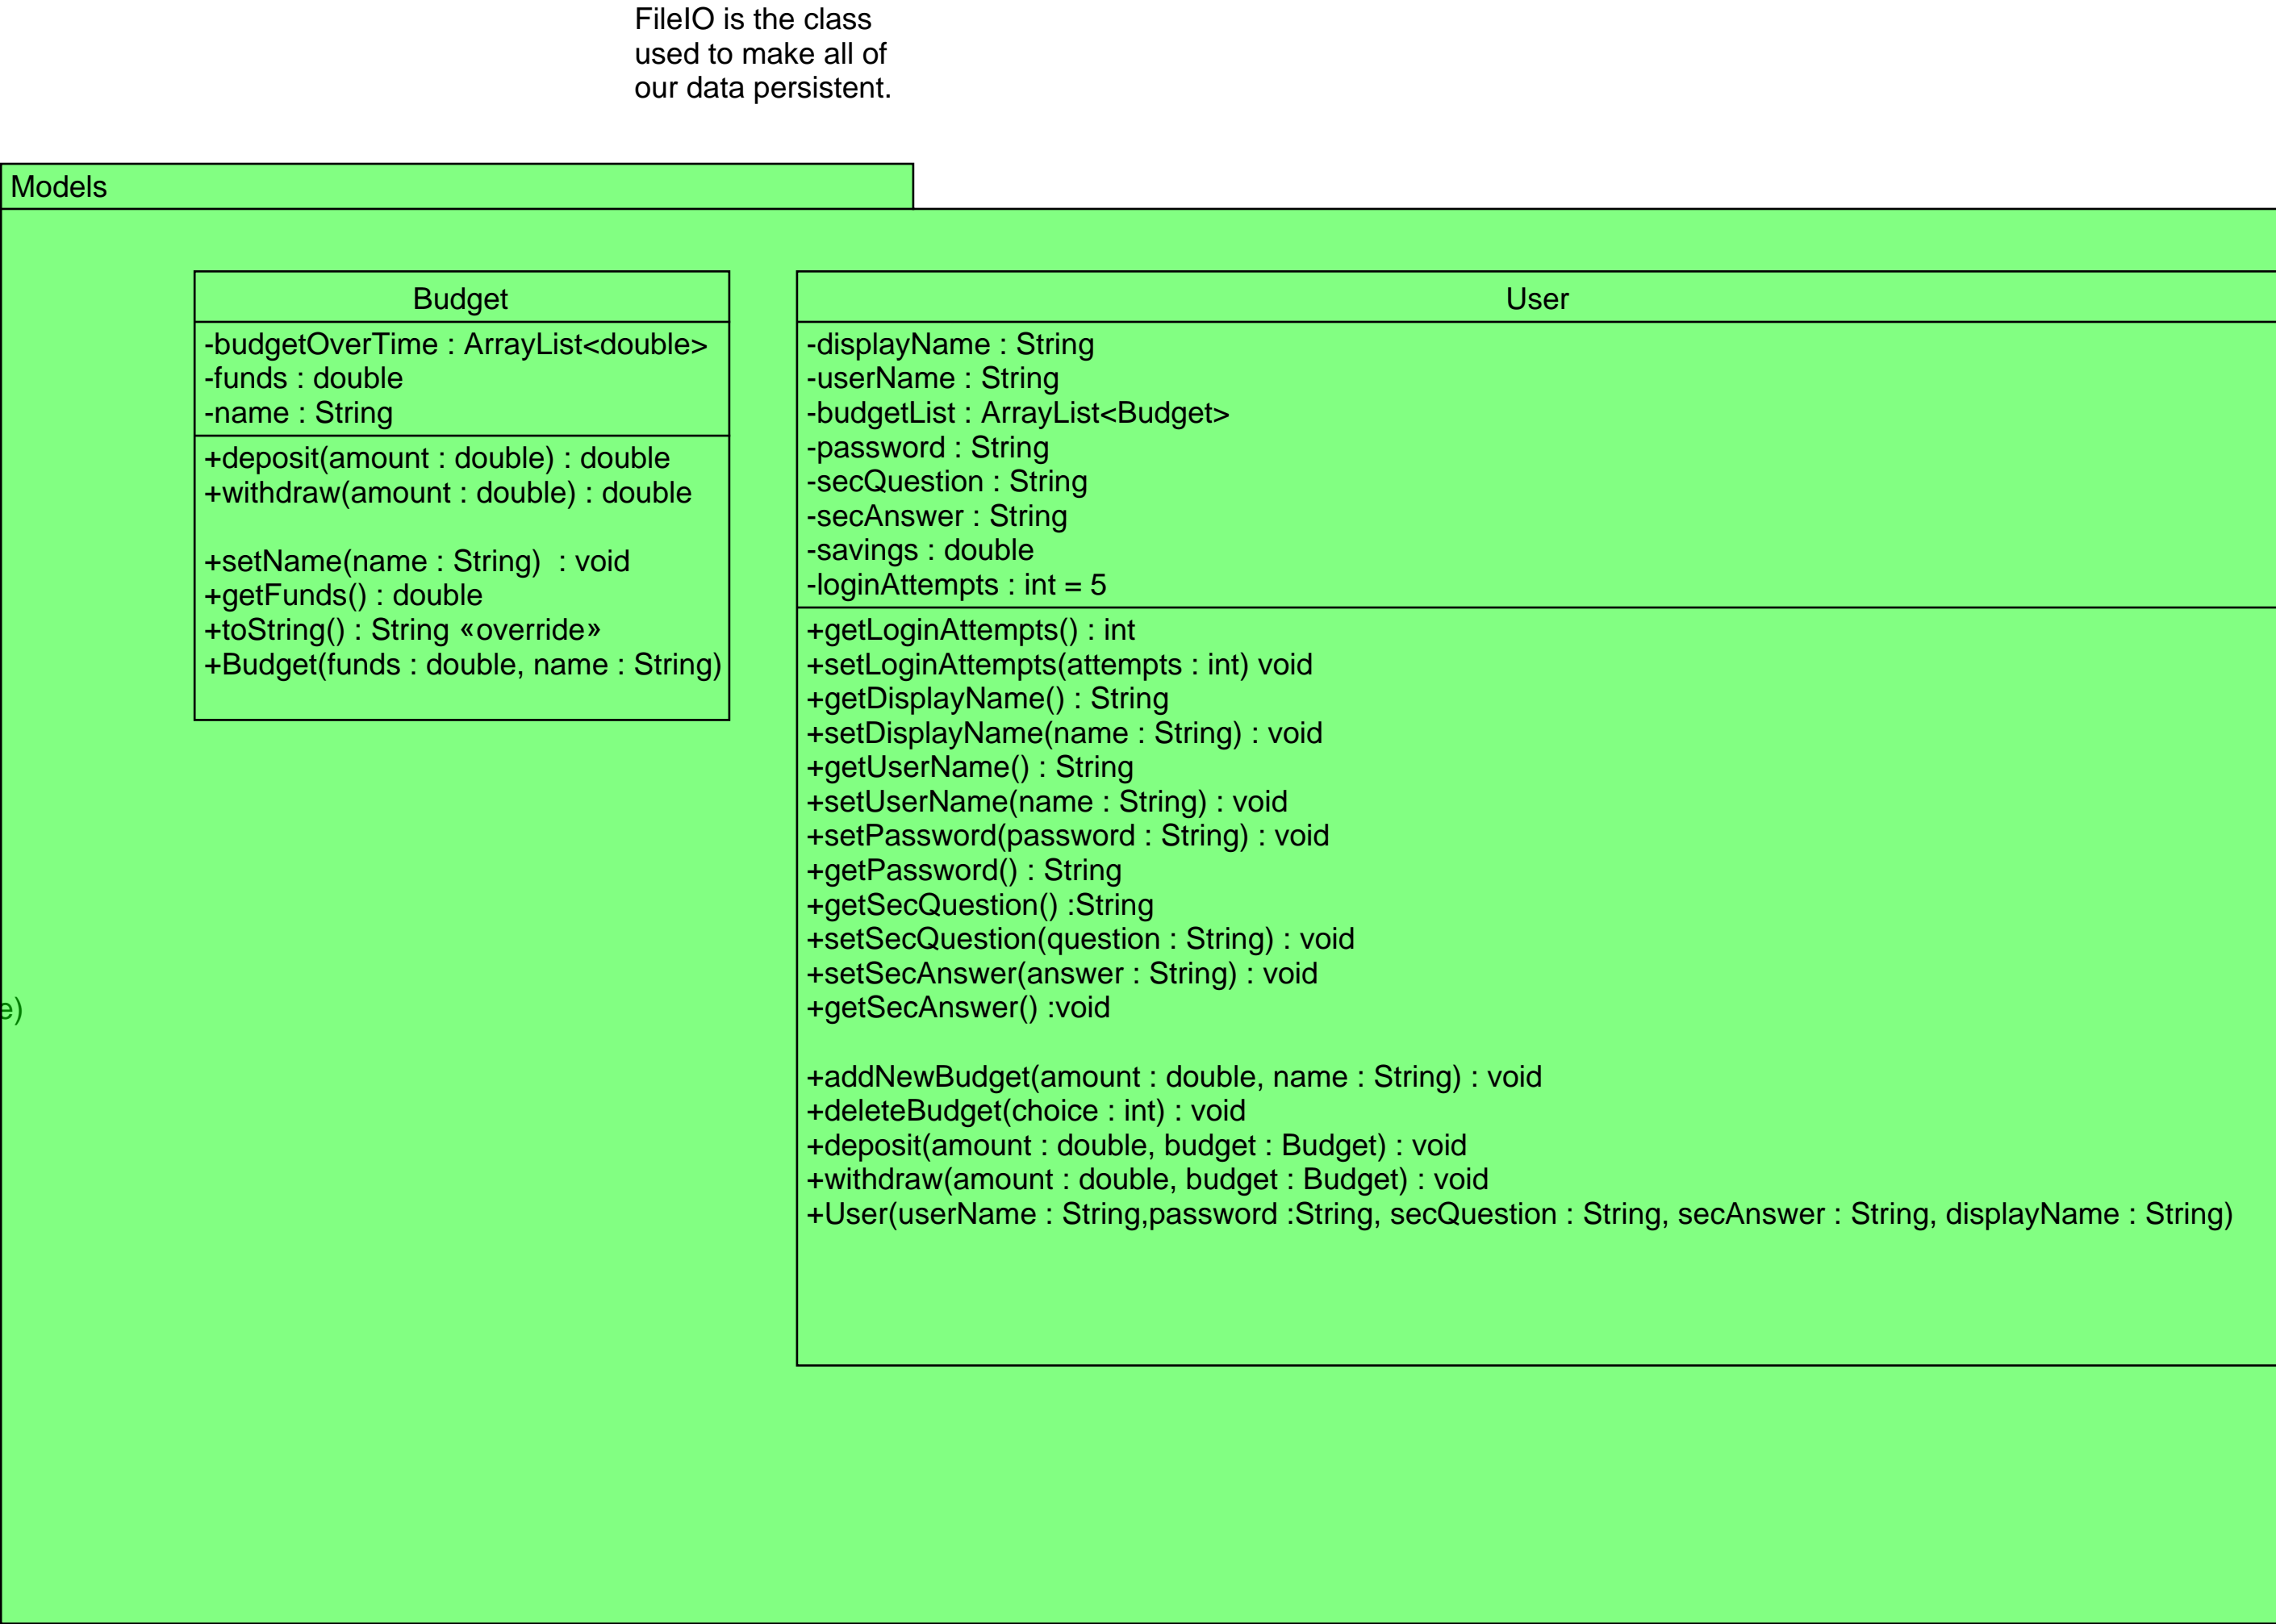 FileIO is the class
used to make all of
our data persistent.
Models
Budget
-budgetOverTime : ArrayList<double>
-funds : double
-name : String
+deposit(amount : double) : double
+withdraw(amount : double) : double
+setName(name : String)  : void
+getFunds() : double
+toString() : String «override»
+Budget(funds : double, name : String)
User
-displayName : String
-userName : String
-budgetList : ArrayList<Budget>
-password : String
-secQuestion : String
-secAnswer : String
-savings : double
-loginAttempts : int = 5
+getLoginAttempts() : int
+setLoginAttempts(attempts : int) void
+getDisplayName() : String
+setDisplayName(name : String) : void
+getUserName() : String
+setUserName(name : String) : void
+setPassword(password : String) : void
+getPassword() : String
+getSecQuestion() :String
+setSecQuestion(question : String) : void
+setSecAnswer(answer : String) : void
+getSecAnswer() :void
+addNewBudget(amount : double, name : String) : void
+deleteBudget(choice : int) : void
+deposit(amount : double, budget : Budget) : void
+withdraw(amount : double, budget : Budget) : void
+User(userName : String,password :String, secQuestion : String, secAnswer : String, displayName : String)
e)